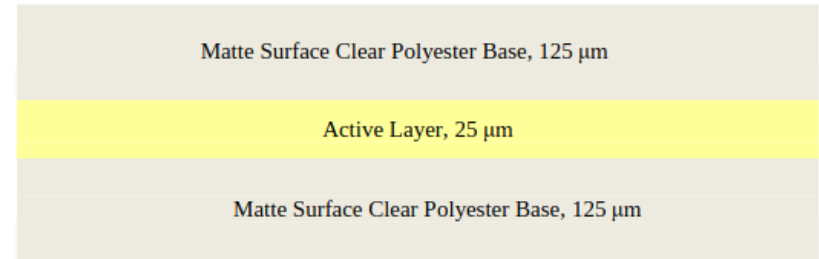 Matte Surface Clear Polyester Base, 125 μm
Active Layer, 25 μm
Matte Surface Clear Polyester Base, 125 μm